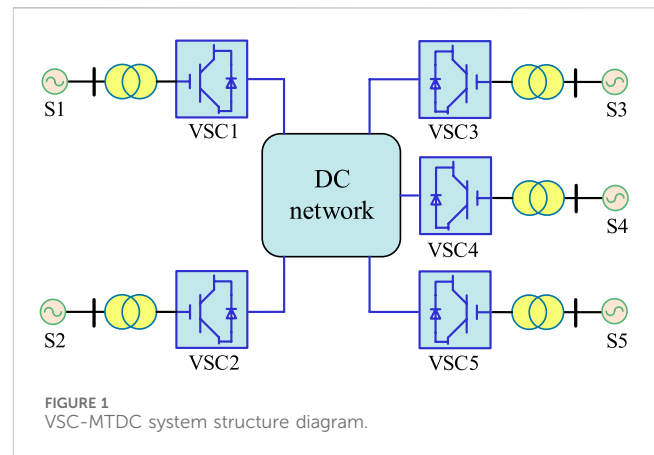 S1
VSC1
VSC3
S3
DC
network
VSC4
S4
S2
VSC2
VSC5
S5
FIGURE 1
VSC-MTDC system structure diagram.